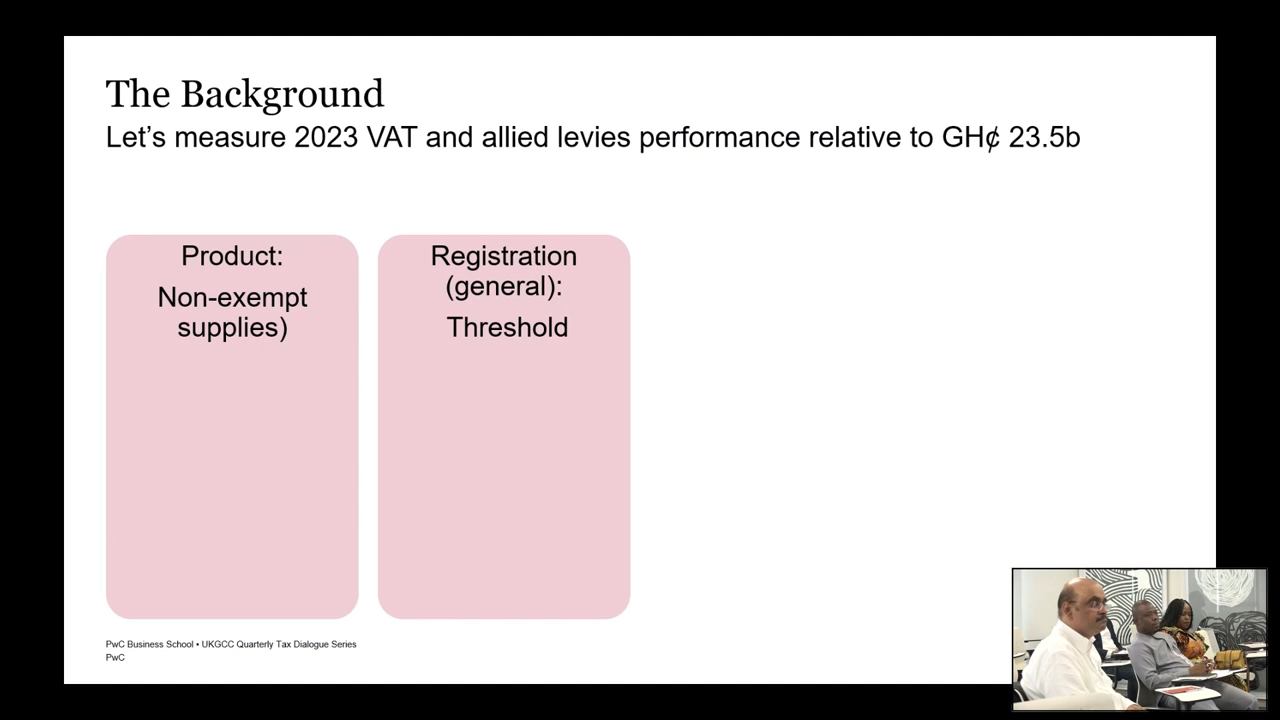 The Background
Let’s measure 2023 VAT and allied levies performance relative to GH¢ 23.5b
Product:
Non-exempt
supplies)
Registration
(general):
Threshold
PwC Business School • UKGCC Quarterly Tax Dialogue Series
PwC